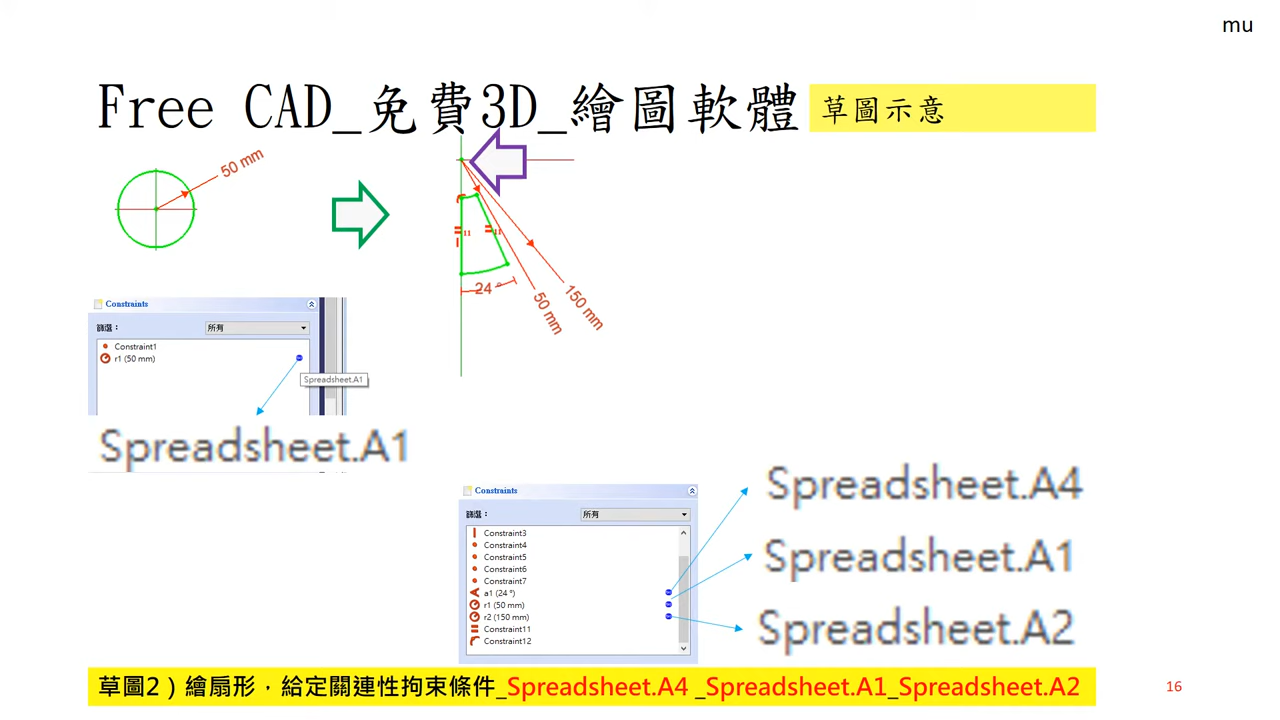 mu
Free CAD_免費3D_繪圖軟體
草圖示意
50 mm
11
11
24 °
50 mm
150 mm
Constraints
篩選：
所有
Constraint1
r1 (50 mm)
Spreadsheet.A1
Spreadsheet.A1
Constraints
篩選：
所有
Constraint3
Constraint4
Constraint5
Constraint6
Constraint7
a1 (24 °)
r1 (50 mm)
r2 (150 mm)
Constraint11
Constraint12
Spreadsheet.A4
Spreadsheet.A1
Spreadsheet.A2
草圖2）繪扇形，給定關連性拘束條件_Spreadsheet.A4 _Spreadsheet.A1_Spreadsheet.A2
16